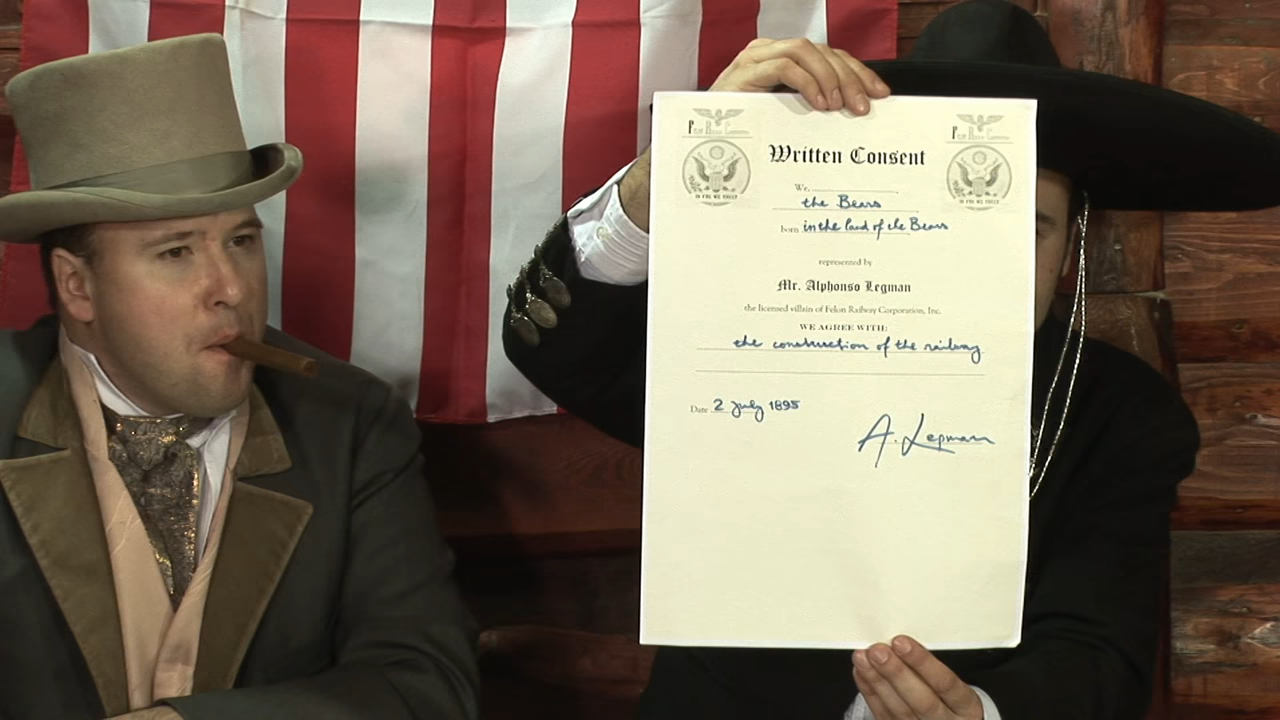 Written Consent
We,
the Bears
born in the land of the Bears
represented by
Mr. Alphonso Legman
the licensed villain of Felon Railway Corporation, Inc.
WE AGREE WITH:
the construction of the railway
Date 2 July 1895
A. Legman